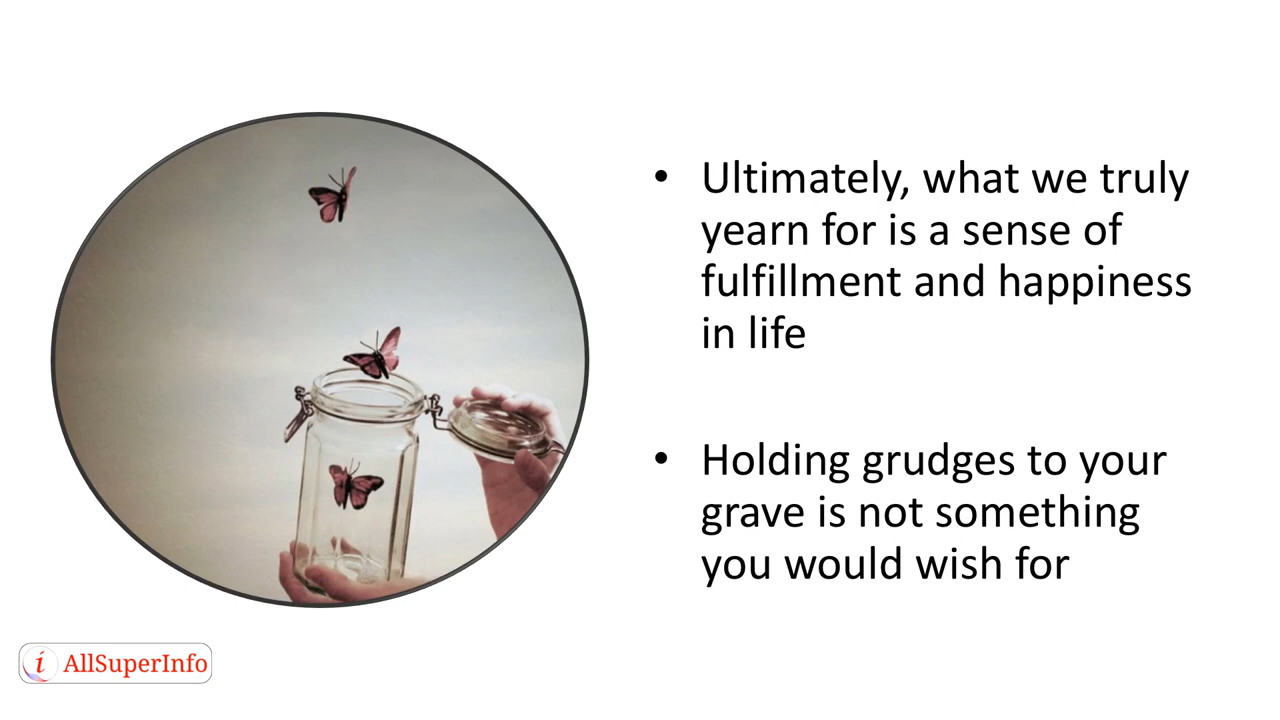 • Ultimately, what we truly
yearn for is a sense of
fulfillment and happiness
in life
• Holding grudges to your
grave is not something
you would wish for
i AllSuperInfo